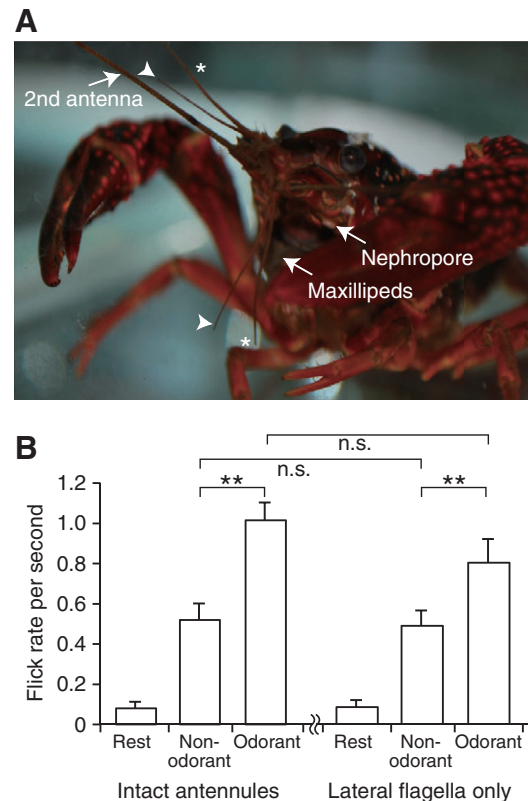 A
2nd antenna
*
Nephropore
Maxillipeds
*
B
n.s.
n.s.
**
**
1.2
1.0
0.8
0.6
0.4
0.2
0
Flick rate per second
Rest
Non-
odorant
Odorant
Rest
Non-
odorant
Odorant
Intact antennules
Lateral flagella only